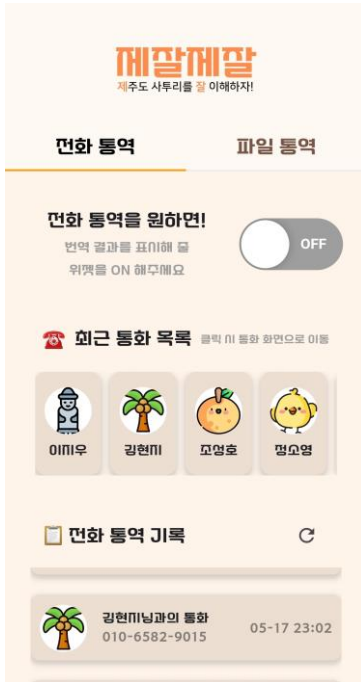 제잘제잘
제주도 사투리를 잘 이해하자!
전화 통역
파일 통역
전화 통역을 원하면!
번역 결과를 표시해 줄
위젯을 ON 해주세요
OFF
최근 통화 목록 클릭 시 통화 화면으로 이동
이지우
김현지
조성호
정소영
전화 통역 기록
김현지님과의 통화
010-6582-9015
05-17 23:02